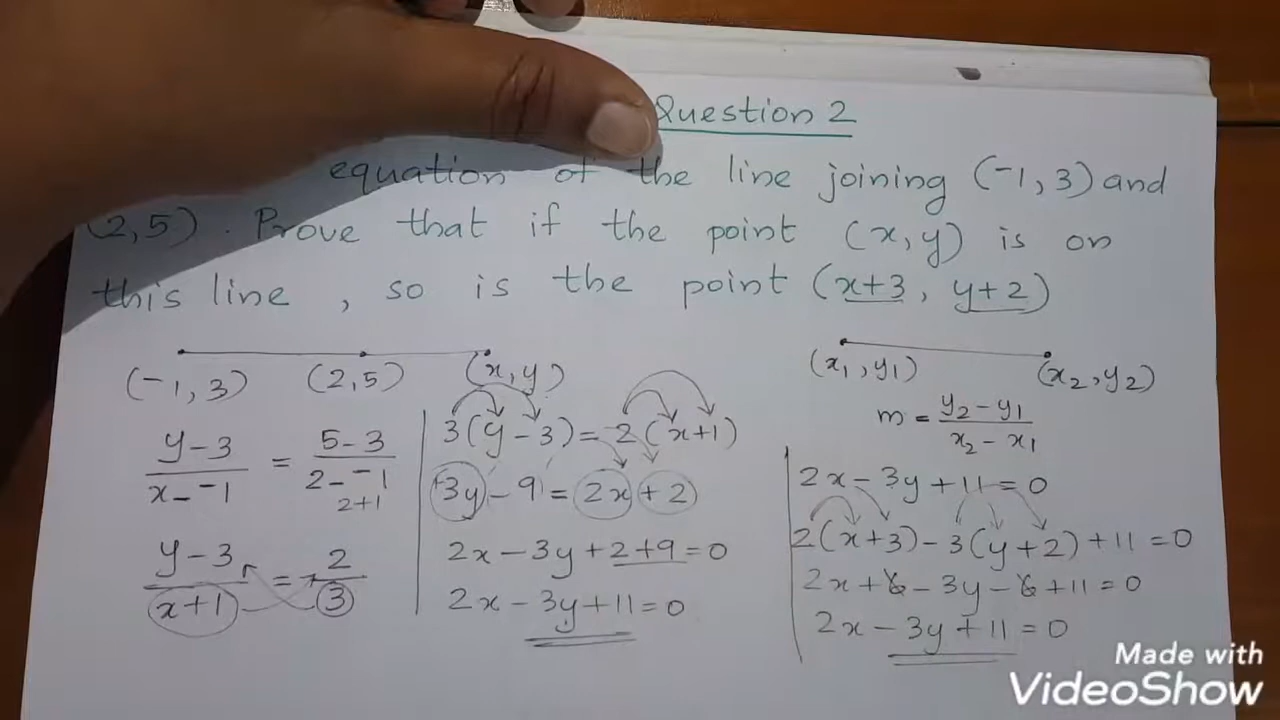 Question 2
equation of the line joining (-1, 3) and
(2,5). Prove that if the point (x, y) is on
this line, so is the point (x+3, y+2)
(-1, 3) (2,5) (x, y)
y-3 / x--1 = 5-3 / 2--1
2+1
y-3 / x+1 = 2 / 3
3(y-3) = 2(x+1)
3y-9 = 2x+2
2x-3y+2+9=0
2x-3y+11=0
(x1, y1) (x2, y2)
m = y2-y1 / x2-x1
2x-3y+11=0
2(x+3)-3(y+2)+11=0
2x+6-3y-6+11=0
2x-3y+11=0
Made with
VideoShow